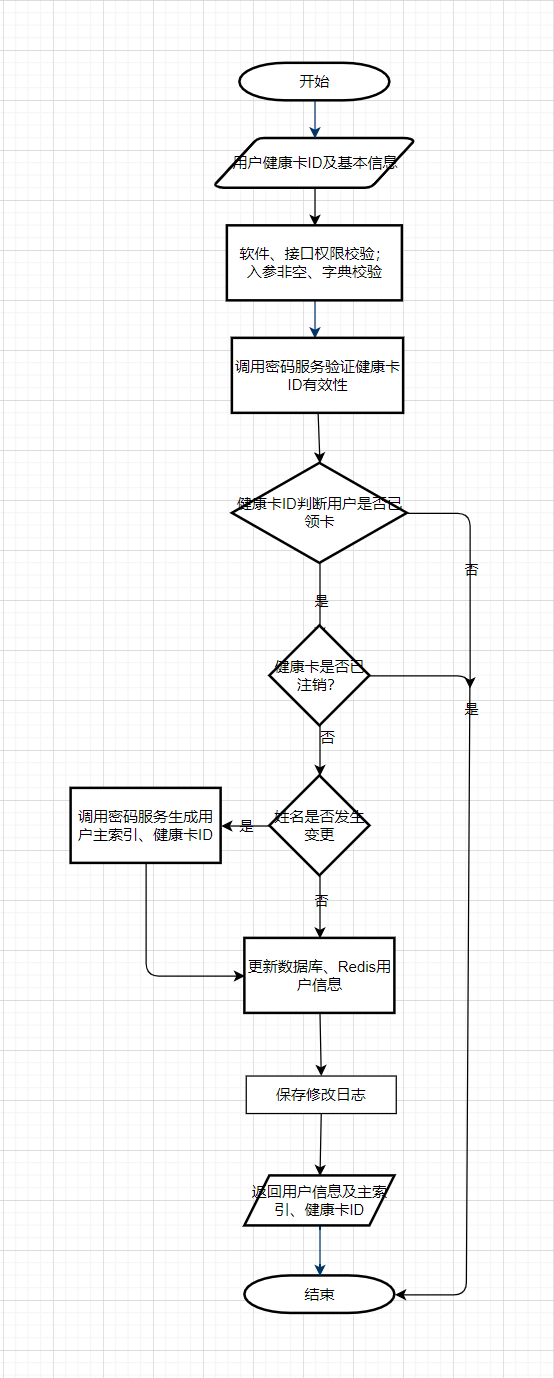 开始
用户健康卡ID及基本信息
软件、接口权限校验；
入参非空、字典校验
调用密码服务验证健康卡
ID有效性
健康卡ID判断用户是否已
领卡
否
是
健康卡是否已
注销？
是
否
姓名是否发生
变更
是
调用密码服务生成用
户主索引、健康卡ID
否
更新数据库、Redis用
户信息
保存修改日志
返回用户信息及主索
引、健康卡ID
结束